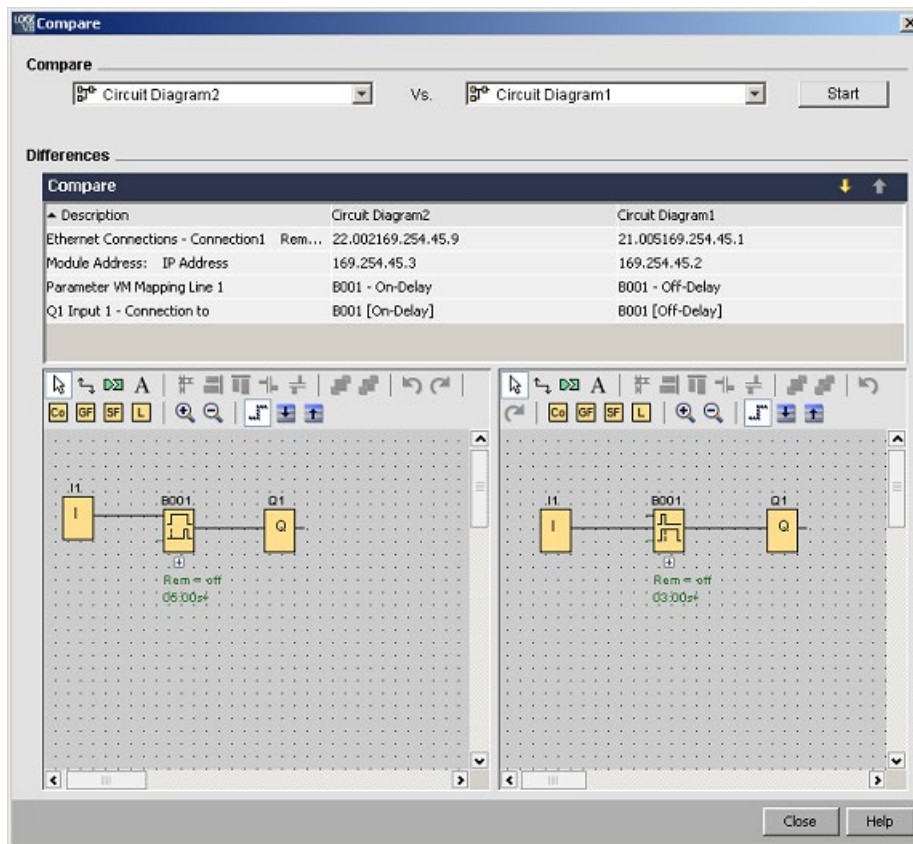 Compare
Compare
Circuit Diagram2 Vs. Circuit Diagram1 Start
Differences
Compare
Description Circuit Diagram2 Circuit Diagram1
Ethernet Connections - Connection1 Rem... 22.002169.254.45.9 21.005169.254.45.1
Module Address: IP Address 169.254.45.3 169.254.45.2
Parameter VM Mapping Line 1 B001 - On-Delay B001 - Off-Delay
Q1 Input 1 - Connection to B001 [On-Delay] B001 [Off-Delay]
A A
Co GF SF L Co GF SF L
I1 B001 Q1 I1 B001 Q1
I Q I Q
Rem = off Rem = off
05:00s+ 03:00s+
Close Help